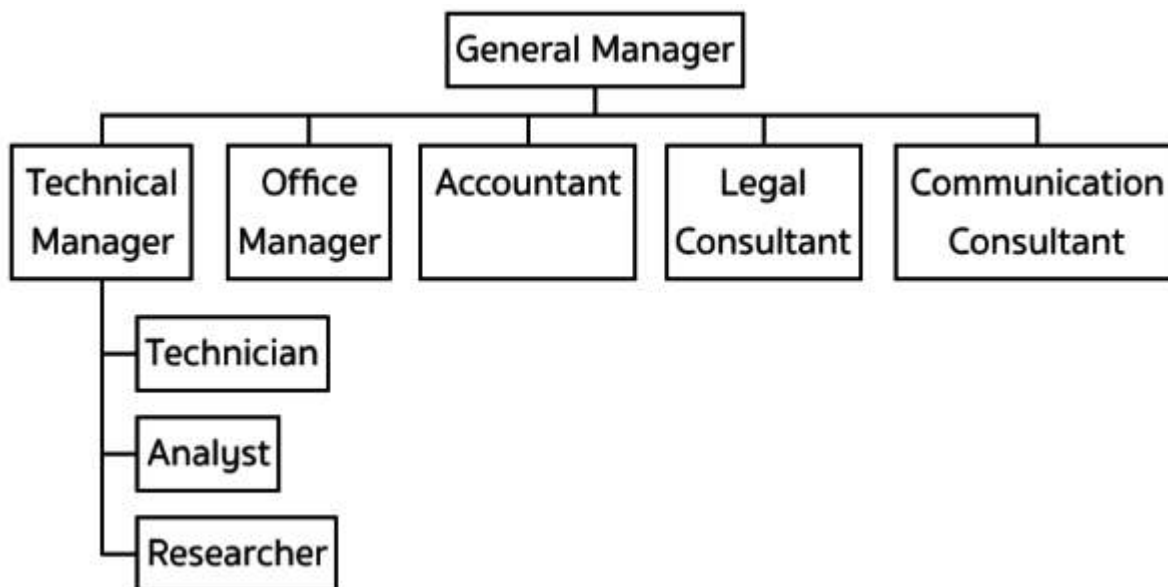 General Manager
Technical
Manager
Office
Manager
Accountant
Legal
Consultant
Communication
Consultant
Technician
Analyst
Researcher